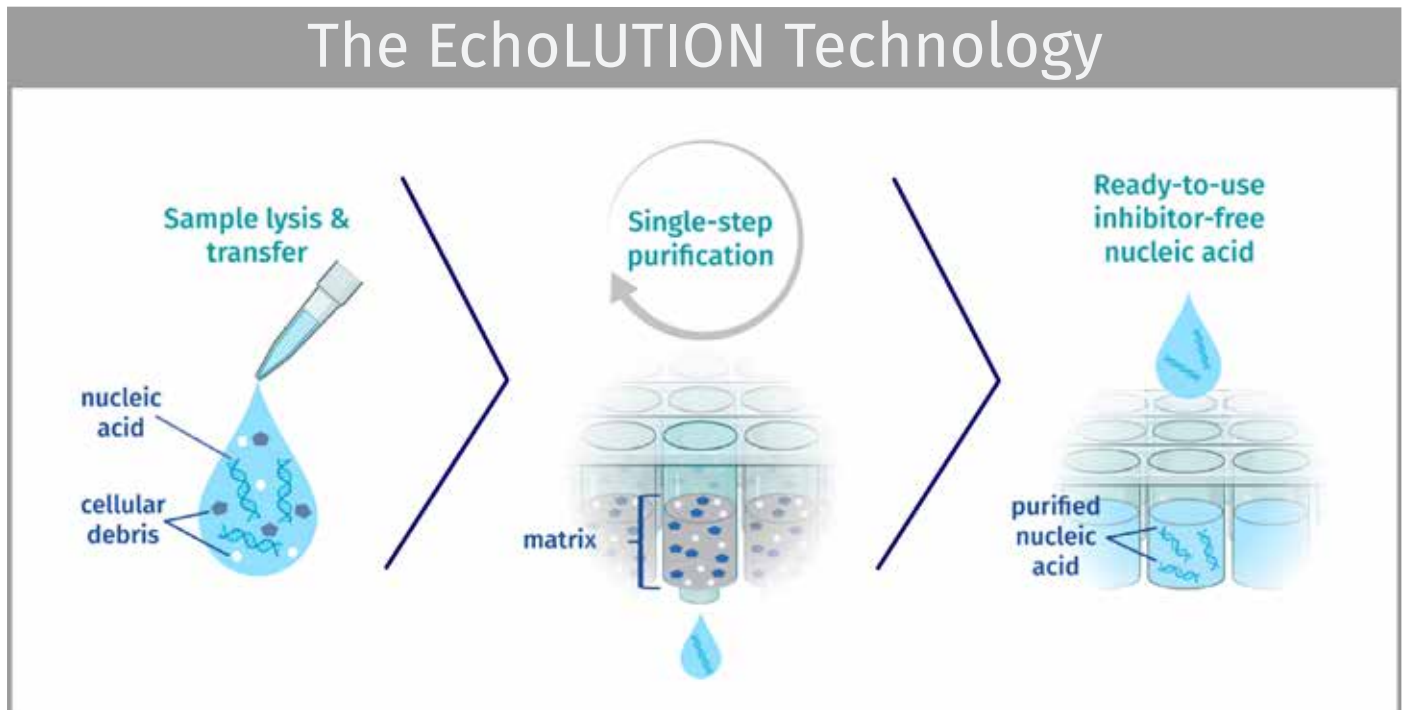 The EchoLUTION Technology
Sample lysis &
transfer
nucleic
acid
cellular
debris
Single-step
purification
matrix
Ready-to-use
inhibitor-free
nucleic acid
purified
nucleic
acid